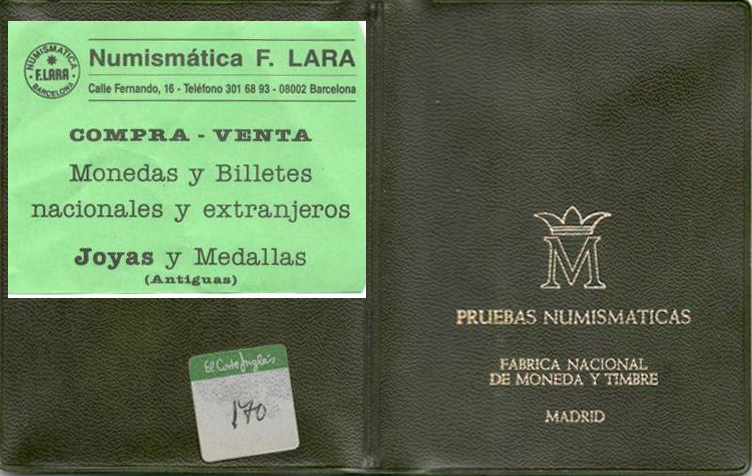 NUMISMATICA
F. LARA
BARCELONA
Numismática F. LARA
Calle Fernando, 16 - Teléfono 301 68 93 - 08002 Barcelona
COMPRA - VENTA
Monedas y Billetes
nacionales y extranjeros
Joyas y Medallas
(Antiguas)
El Corte Inglés
170
M
PRUEBAS NUMISMATICAS
FABRICA NACIONAL
DE MONEDA Y TIMBRE
MADRID